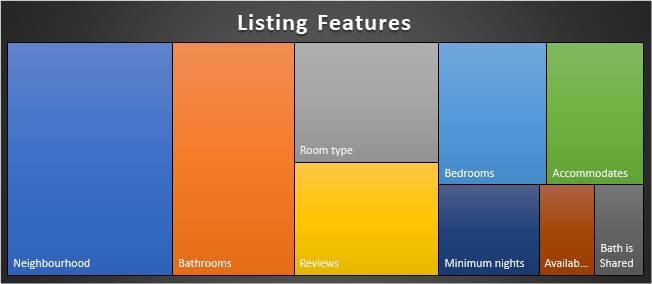 Listing Features
Room type
Bedrooms
Accommodates
Neighbourhood
Bathrooms
Reviews
Minimum nights
Availab...
Bath is
Shared